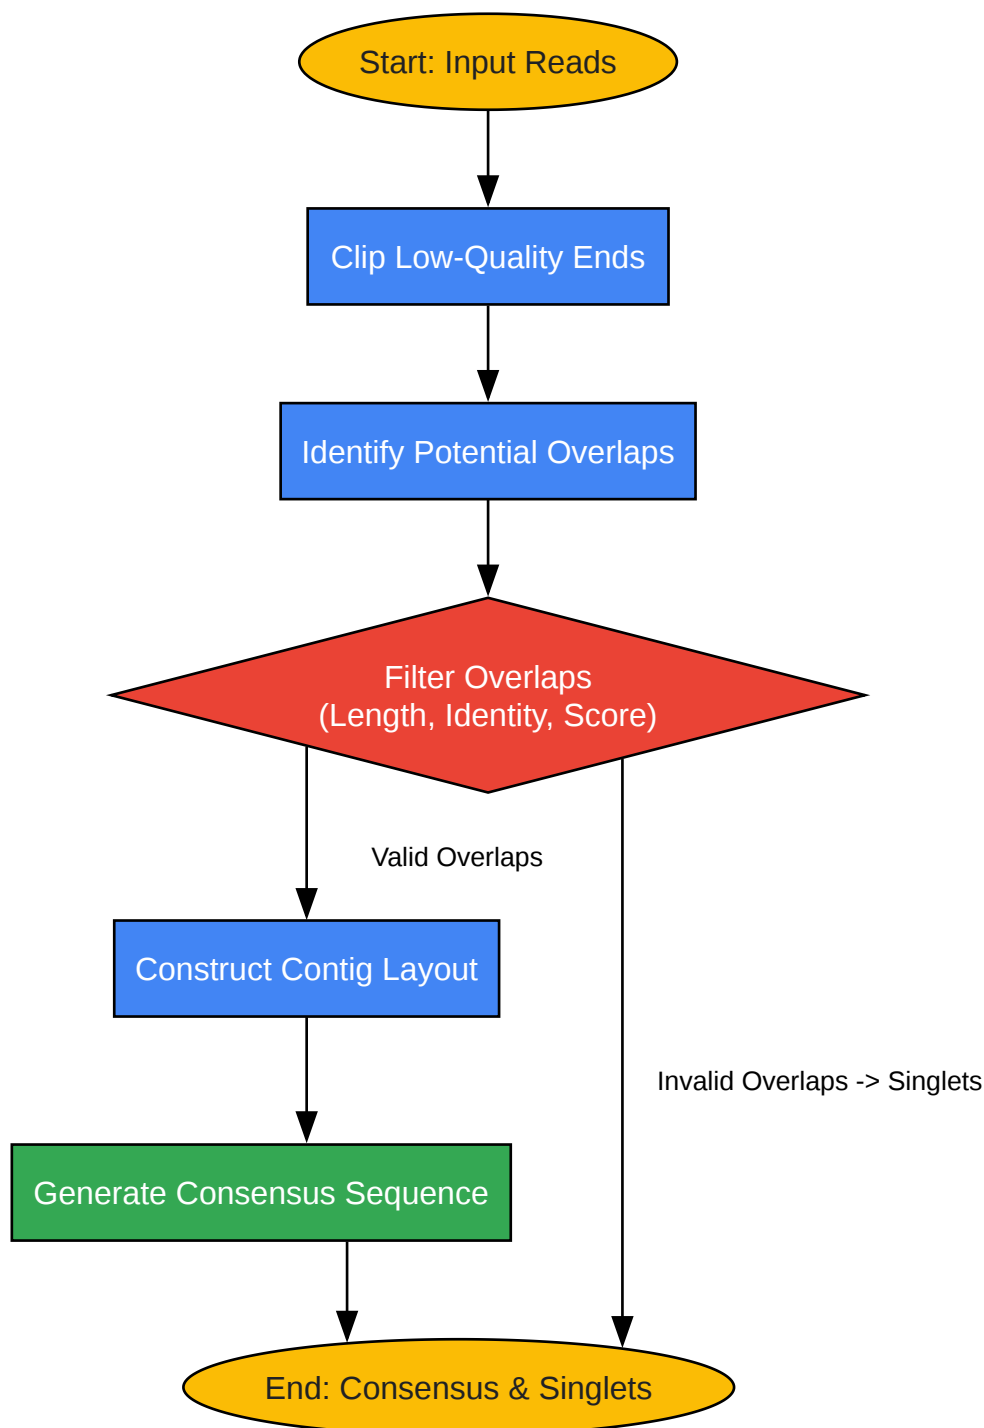 Start: Input Reads
Clip Low-Quality Ends
Identify Potential Overlaps
Filter Overlaps
(Length, Identity, Score)
Valid Overlaps
Construct Contig Layout
Invalid Overlaps -> Singlets
Generate Consensus Sequence
End: Consensus & Singlets